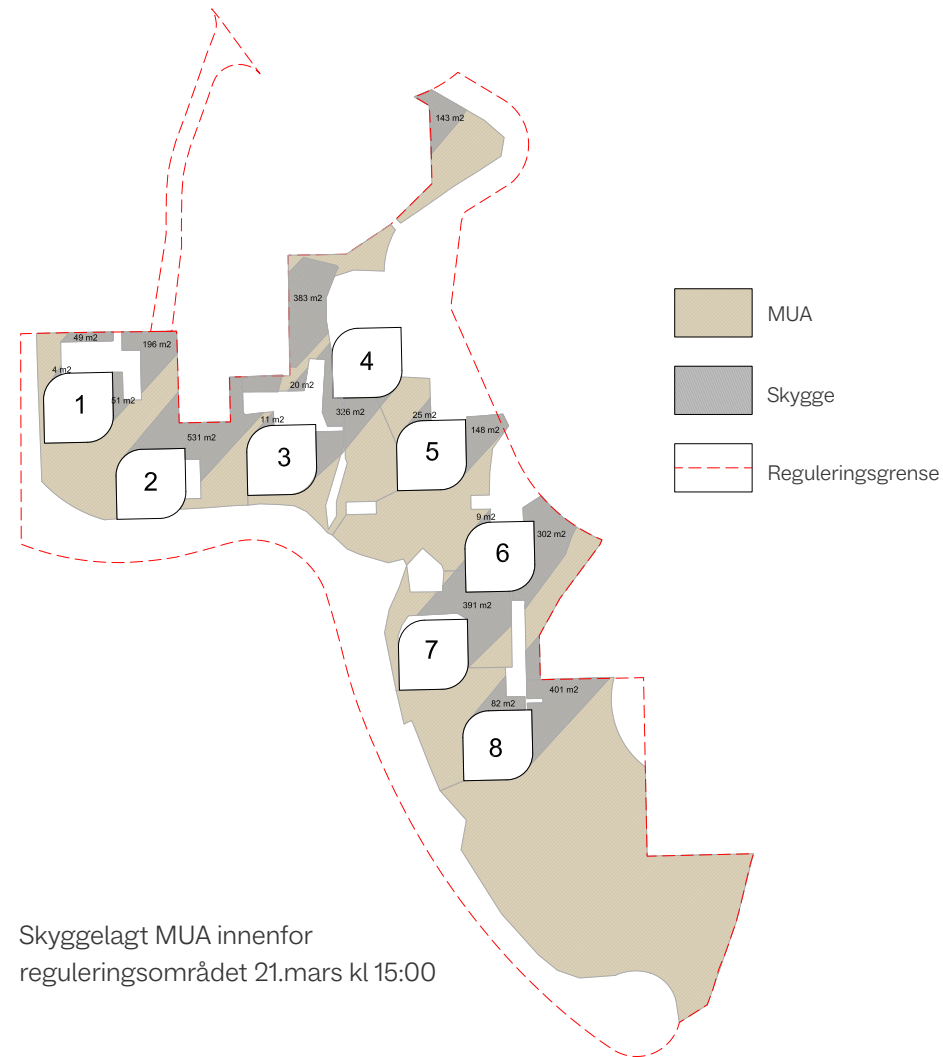 143 m2
383 m2
49 m2
196 m2
4 m2
51 m2
1
531 m2
2
20 m2
11 m2
3
326 m2
4
25 m2
148 m2
5
9 m2
302 m2
6
391 m2
7
401 m2
82 m2
8
MUA
Skygge
Reguleringsgrense
Skyggelagt MUA innenfor
reguleringsområdet 21.mars kl 15:00